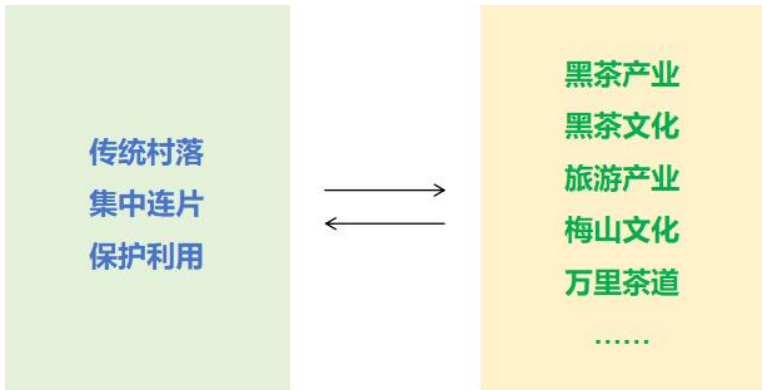 传统村落
集中连片
保护利用
黑茶产业
黑茶文化
旅游产业
梅山文化
万里茶道
……